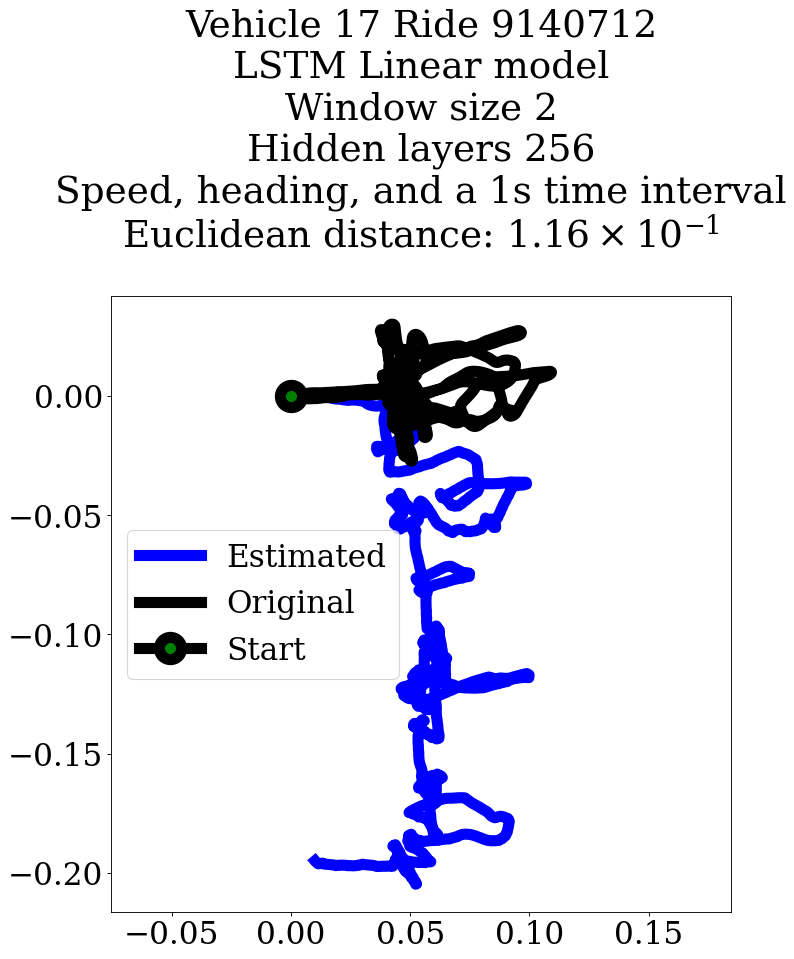 Vehicle 17 Ride 9140712
LSTM Linear model
Window size 2
Hidden layers 256
Speed, heading, and a 1s time interval
Euclidean distance: 1.16 × 10⁻¹
0.00
−0.05
−0.10
−0.15
−0.20
Estimated
Original
Start
−0.05 0.00 0.05 0.10 0.15